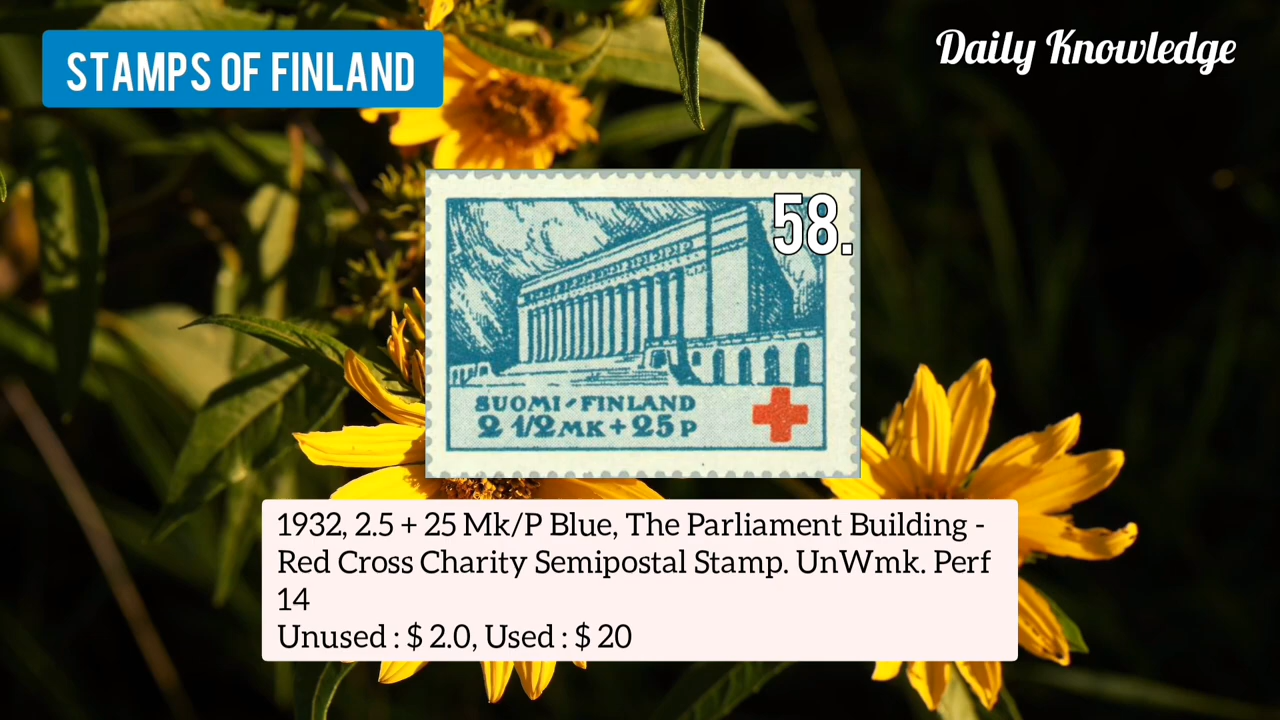 STAMPS OF FINLAND
Daily Knowledge
58.
SUOMI-FINLAND
2 1/2 MK+25 P
1932, 2.5 + 25 Mk/P Blue, The Parliament Building -
Red Cross Charity Semipostal Stamp. UnWmk. Perf
14
Unused : $ 2.0, Used : $ 20